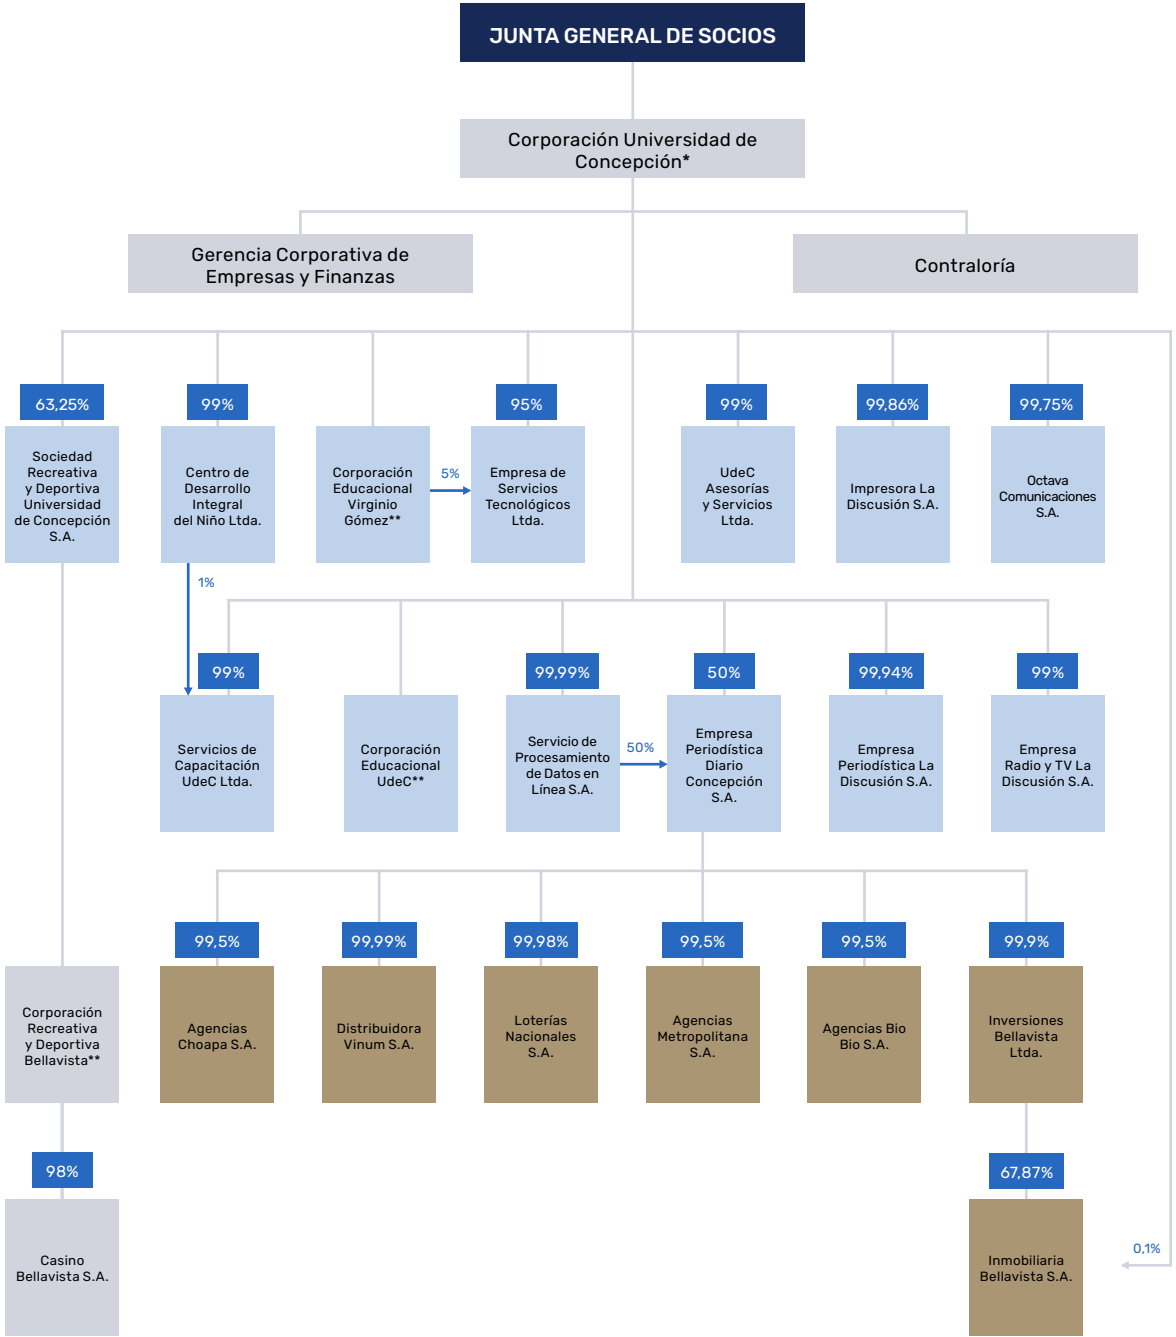 JUNTA GENERAL DE SOCIOS
Corporación Universidad de
Concepción*
Gerencia Corporativa de
Empresas y Finanzas
Contraloría
63,25%
99%
95%
99%
99,86%
99,75%
Sociedad
Recreativa
y Deportiva
Universidad
de Concepción
S.A.
Centro de
Desarrollo
Integral
del Niño Ltda.
Corporación
Educacional
Virginio
Gómez**
5%
Empresa de
Servicios
Tecnológicos
Ltda.
UdeC
Asesorías
y Servicios
Ltda.
Impresora La
Discusión S.A.
Octava
Comunicaciones
S.A.
1%
99%
99,99%
50%
99,94%
99%
Servicios de
Capacitación
UdeC Ltda.
Corporación
Educacional
UdeC**
Servicio de
Procesamiento
de Datos en
Línea S.A.
50%
Empresa
Periodística
Diario
Concepción
S.A.
Empresa
Periodística La
Discusión S.A.
Empresa
Radio y TV La
Discusión S.A.
99,5%
99,99%
99,98%
99,5%
99,5%
99,9%
Corporación
Recreativa
y Deportiva
Bellavista**
Agencias
Choapa S.A.
Distribuidora
Vinum S.A.
Loterías
Nacionales
S.A.
Agencias
Metropolitana
S.A.
Agencias Bio
Bio S.A.
Inversiones
Bellavista
Ltda.
98%
67,87%
Casino
Bellavista S.A.
Inmobiliaria
Bellavista S.A.
0,1%